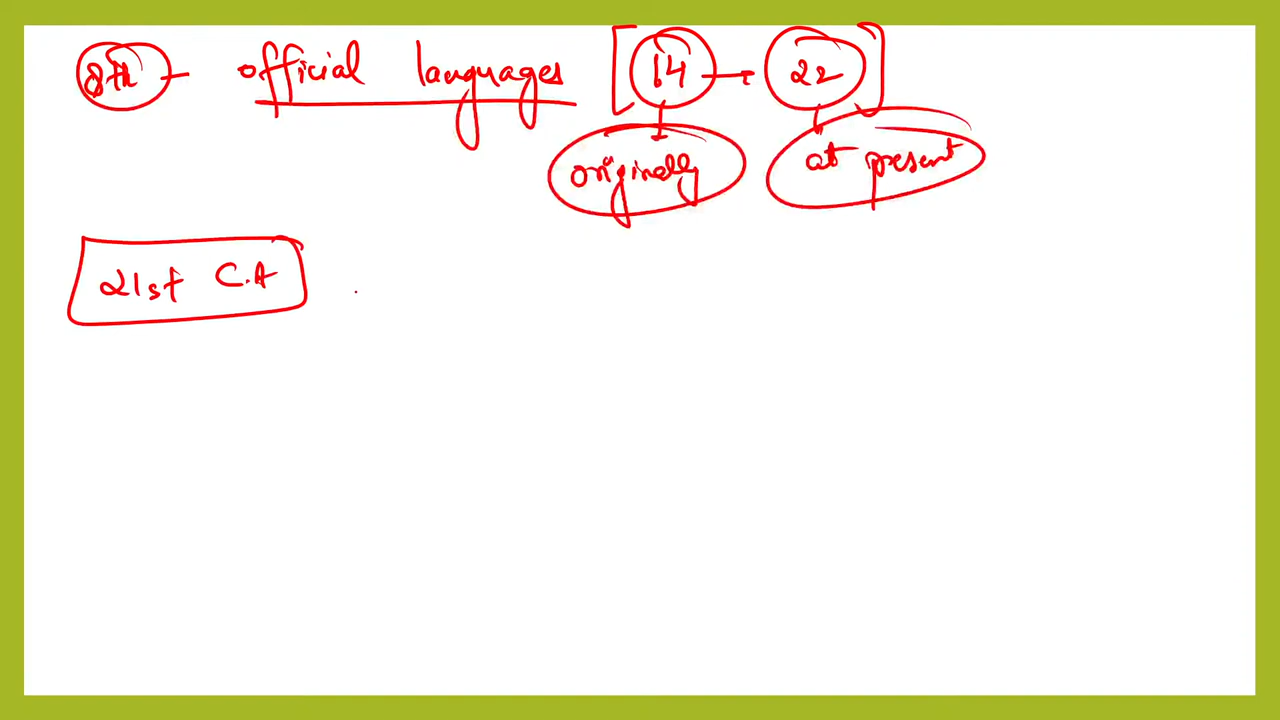 8th - official languages [14 → 22]
originally at present
21st C.A